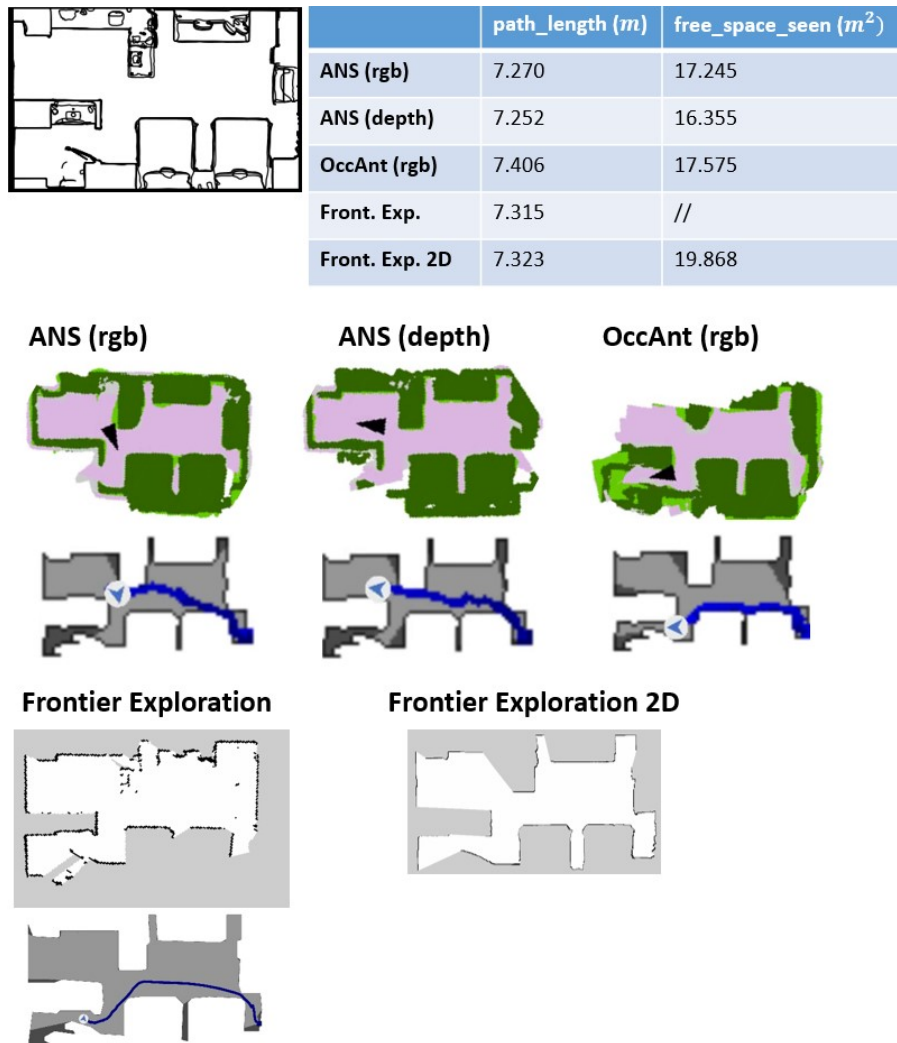 path_length (m) free_space_seen (m²)
ANS (rgb) 7.270 17.245
ANS (depth) 7.252 16.355
OccAnt (rgb) 7.406 17.575
Front. Exp. 7.315 //
Front. Exp. 2D 7.323 19.868
ANS (rgb) ANS (depth) OccAnt (rgb)
Frontier Exploration Frontier Exploration 2D